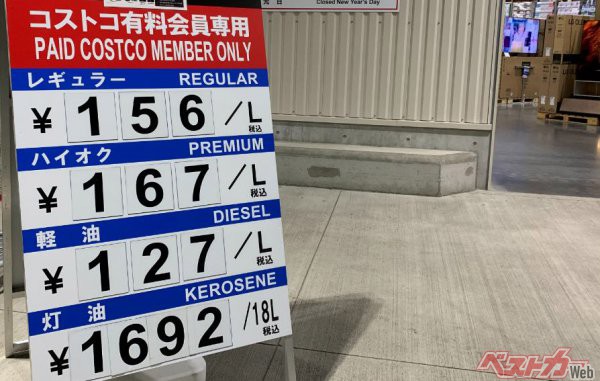 元日 Closed New Year's Day
コストコ有料会員専用
PAID COSTCO MEMBER ONLY
レギュラー REGULAR
¥156/L 税込
ハイオク PREMIUM
¥167/L 税込
軽油 DIESEL
¥127/L 税込
灯油 KEROSENE
¥1692/18L 税込
ベストカーWeb